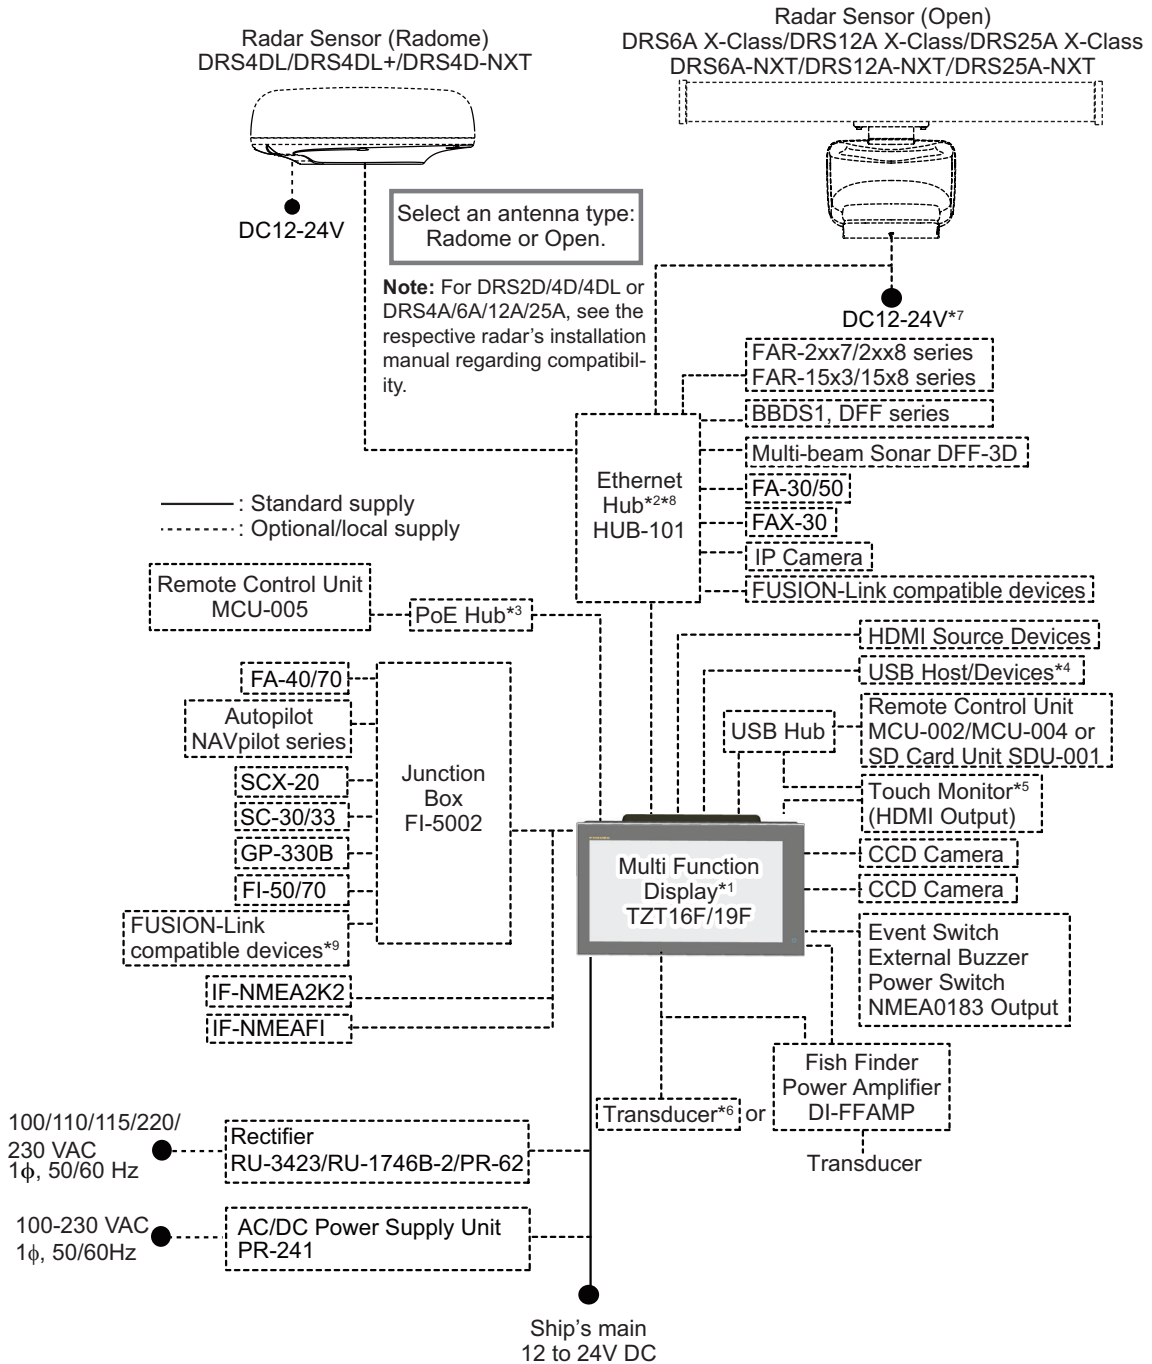 Radar Sensor (Radome)
DRS4DL/DRS4DL+/DRS4D-NXT
Radar Sensor (Open)
DRS6A X-Class/DRS12A X-Class/DRS25A X-Class
DRS6A-NXT/DRS12A-NXT/DRS25A-NXT
DC12-24V
Select an antenna type:
Radome or Open.
Note: For DRS2D/4D/4DL or
DRS4A/6A/12A/25A, see the
respective radar's installation
manual regarding compatibil-
ity.
DC12-24V*7
FAR-2xx7/2xx8 series
FAR-15x3/15x8 series
BBDS1, DFF series
Multi-beam Sonar DFF-3D
FA-30/50
FAX-30
IP Camera
FUSION-Link compatible devices
Ethernet
Hub*2*8
HUB-101
: Standard supply
: Optional/local supply
Remote Control Unit
MCU-005
PoE Hub*3
HDMI Source Devices
USB Host/Devices*4
USB Hub
Remote Control Unit
MCU-002/MCU-004 or
SD Card Unit SDU-001
Touch Monitor*5
(HDMI Output)
CCD Camera
CCD Camera
Event Switch
External Buzzer
Power Switch
NMEA0183 Output
FA-40/70
Autopilot
NAVpilot series
SCX-20
SC-30/33
GP-330B
FI-50/70
FUSION-Link
compatible devices*9
IF-NMEA2K2
IF-NMEAFI
Junction
Box
FI-5002
Multi Function
Display*1
TZT16F/19F
Transducer*6 or
Fish Finder
Power Amplifier
DI-FFAMP
Transducer
100/110/115/220/
230 VAC
1ϕ, 50/60 Hz
Rectifier
RU-3423/RU-1746B-2/PR-62
100-230 VAC
1ϕ, 50/60Hz
AC/DC Power Supply Unit
PR-241
Ship's main
12 to 24V DC